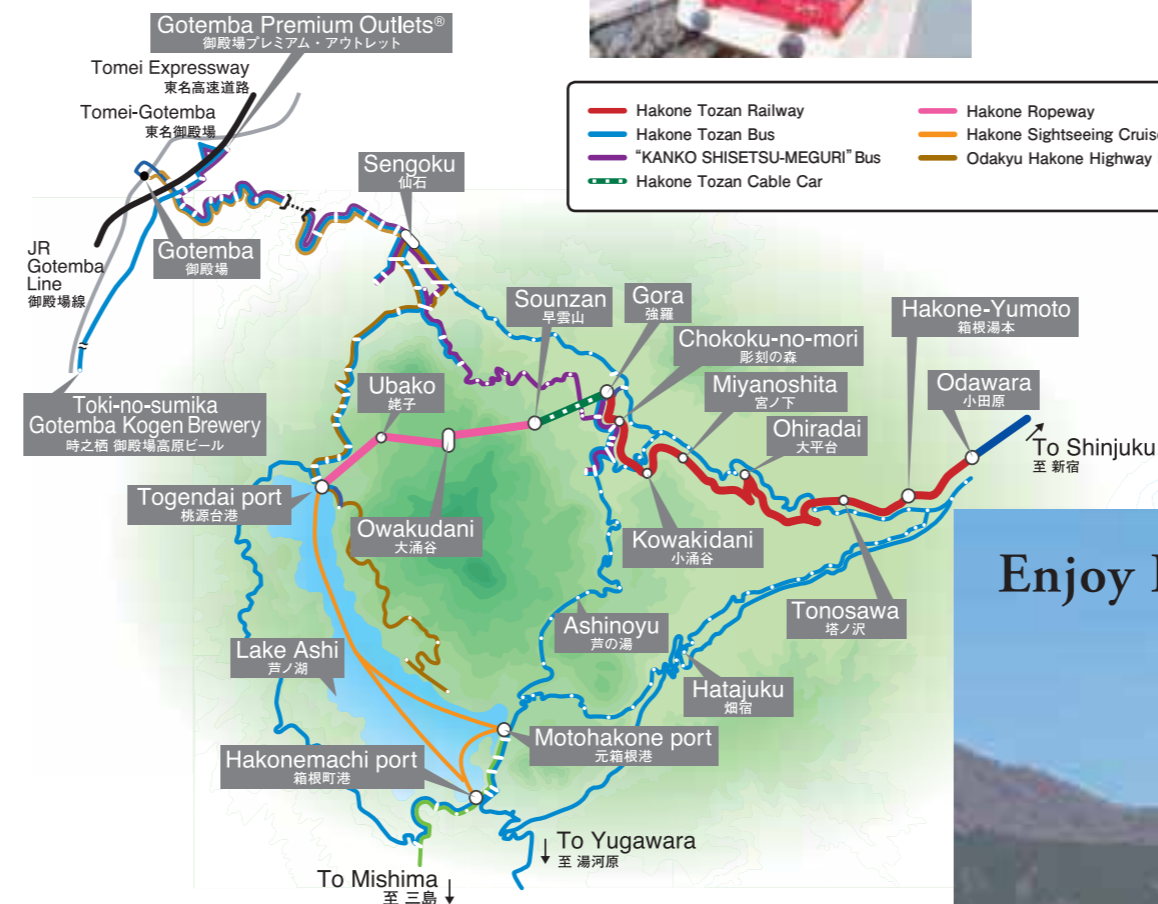 Gotemba Premium Outlets®
御殿場プレミアム・アウトレット
Tomei Expressway
東名高速道路
Tomei-Gotemba
東名御殿場
Hakone Tozan Railway
Hakone Tozan Bus
"KANKO SHISETSU-MEGURI" Bus
Hakone Tozan Cable Car
Hakone Ropeway
Hakone Sightseeing Cruise
Odakyu Hakone Highway
Sengoku
仙石
Gotemba
御殿場
JR
Gotemba
Line
御殿場線
Sounzan
早雲山
Gora
強羅
Hakone-Yumoto
箱根湯本
Chokoku-no-mori
彫刻の森
Ubako
姥子
Miyanoshita
宮ノ下
Odawara
小田原
Toki-no-sumika
Gotemba Kogen Brewery
時之栖 御殿場高原ビール
Ohiradai
大平台
To Shinjuku
至 新宿
Togendai port
桃源台港
Owakudani
大涌谷
Kowakidani
小涌谷
Enjoy
Tonosawa
塔ノ沢
Ashinoyu
芦の湯
Lake Ashi
芦ノ湖
Hatajuku
畑宿
Motohakone port
元箱根港
Hakonemachi port
箱根町港
To Yugawara
至 湯河原
To Mishima
至 三島